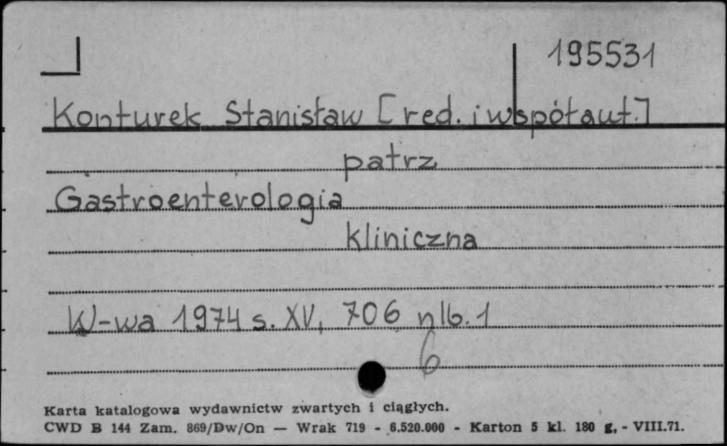 195531
Konturek Stanisław [red. i współaut.]
patrz
Gastroenterologia
kliniczna
W-wa 1974 s. XV, 706 nlb. 1
6
Karta katalogowa wydawnictw zwartych i ciągłych.
CWD B 144 Zam. 869/Dw/On — Wrak 719 - 6.520.000 - Karton 5 kl. 180 g, - VIII.71.